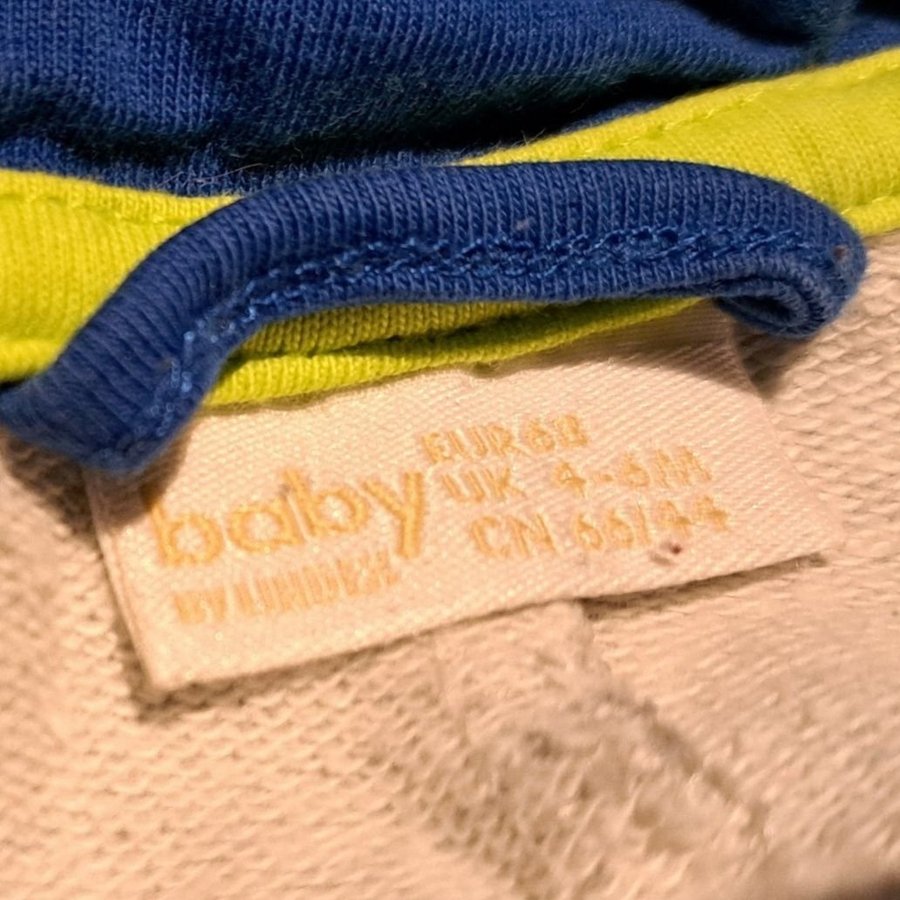 baby
BY LINDEX
EUR 68
UK 4-6M
CN 66/44